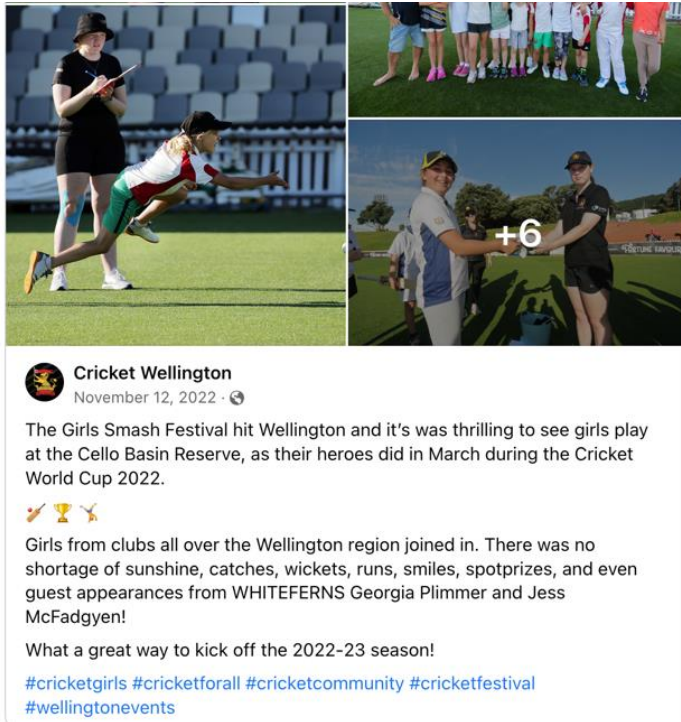 +6
FORTUNE FAVOUR
Cricket Wellington
November 12, 2022 ·
The Girls Smash Festival hit Wellington and it's was thrilling to see girls play
at the Cello Basin Reserve, as their heroes did in March during the Cricket
World Cup 2022.
🏏 🏆 🤸
Girls from clubs all over the Wellington region joined in. There was no
shortage of sunshine, catches, wickets, runs, smiles, spotprizes, and even
guest appearances from WHITEFERNS Georgia Plimmer and Jess
McFadgyen!
What a great way to kick off the 2022-23 season!
#cricketgirls #cricketforall #cricketcommunity #cricketfestival
#wellingtonevents